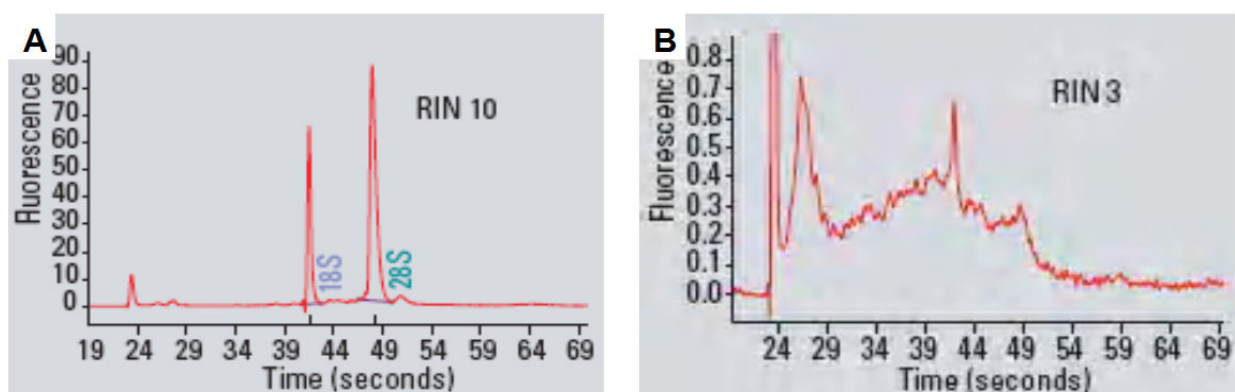 A
Fluorescence
90
80
70
60
50
40
30
20
10
0
RIN 10
18S
28S
19 24 29 34 39 44 49 54 59 64 69
Time (seconds)
B
Fluorescence
0.8
0.7
0.6
0.5
0.4
0.3
0.2
0.1
0.0
RIN 3
24 29 34 39 44 49 54 59 64 69
Time (seconds)